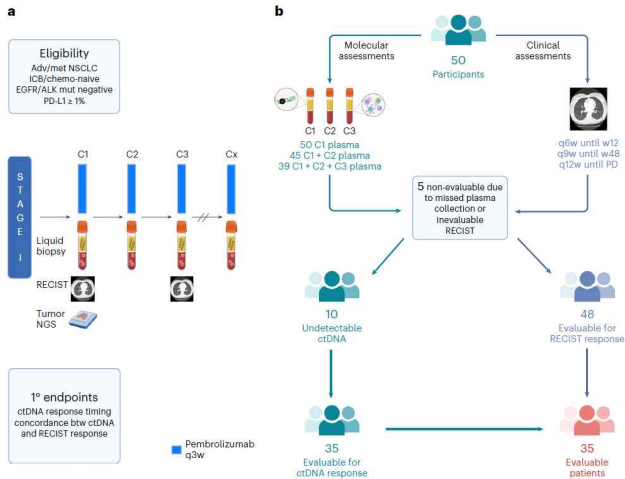 a
Eligibility
Adv/met NSCLC
ICB/chemo-naive
EGFR/ALK mut negative
PD-L1 ≥ 1%
C1
C2
C3
Cx
STAGE I
Liquid
biopsy
RECIST
Tumor
NGS
1° endpoints
ctDNA response timing
concordance btw ctDNA
and RECIST response
Pembrolizumab
q3w
b
Molecular
assessments
50
Participants
Clinical
assessments
C1 C2 C3
50 C1 plasma
45 C1 + C2 plasma
39 C1 + C2 + C3 plasma
q6w until w12
q9w until w48
q12w until PD
5 non-evaluable due
to missed plasma
collection or
inevaluable
RECIST
10
Undetectable
ctDNA
48
Evaluable for
RECIST response
35
Evaluable for
ctDNA response
35
Evaluable
patients